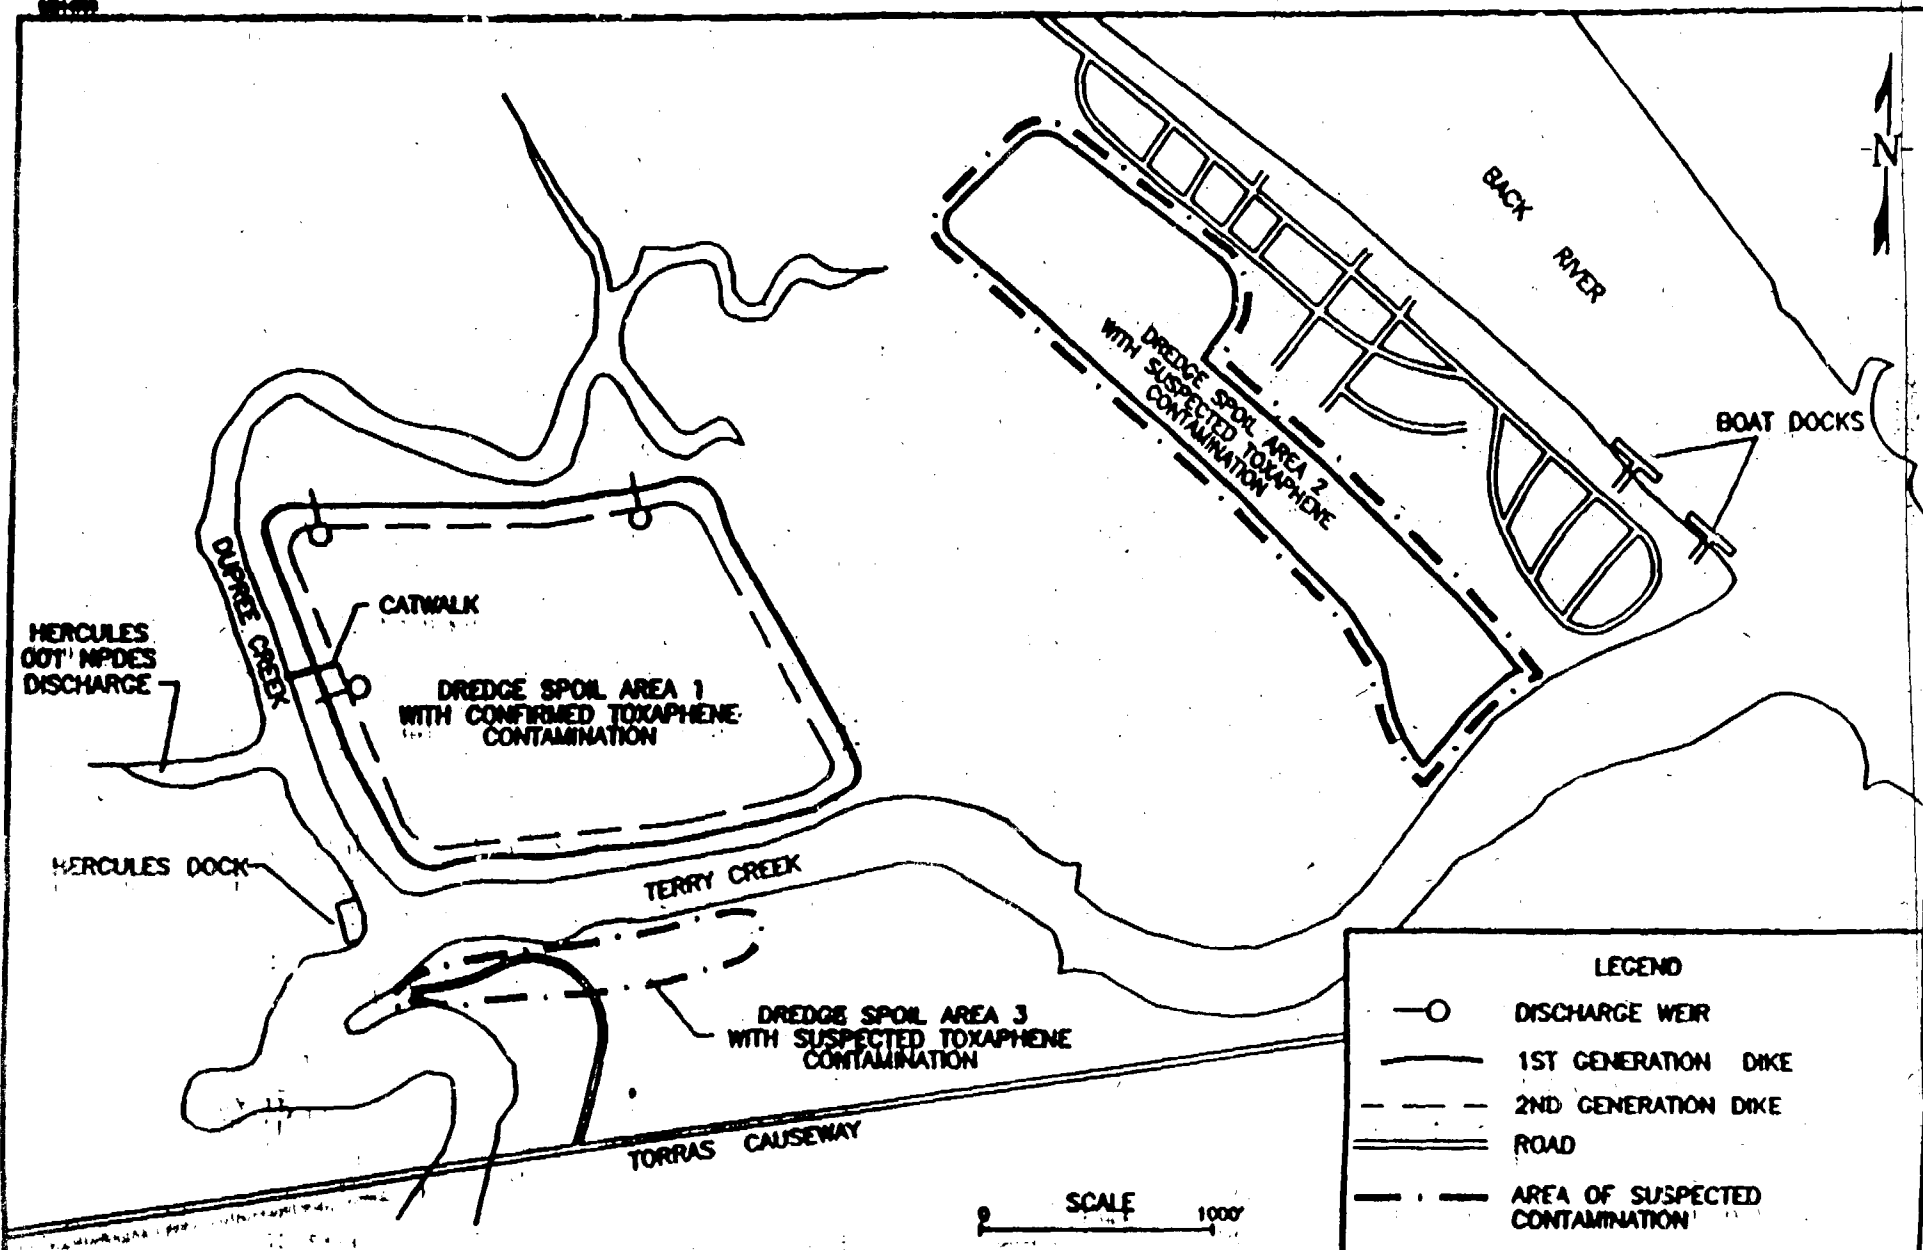 N
BACK
RIVER
BOAT DOCKS
DREDGE SPOIL AREA 2
WITH SUSPECTED TOXAPHENE
CONTAMINATION
DUPREE CREEK
CATWALK
HERCULES
001 NPDES
DISCHARGE
DREDGE SPOIL AREA 1
WITH CONFIRMED TOXAPHENE
CONTAMINATION
HERCULES DOCK
TERRY CREEK
DREDGE SPOIL AREA 3
WITH SUSPECTED TOXAPHENE
CONTAMINATION
TORRAS CAUSEWAY
SCALE
0 1000'
LEGEND
DISCHARGE WEIR
1ST GENERATION DIKE
2ND GENERATION DIKE
ROAD
AREA OF SUSPECTED
CONTAMINATION